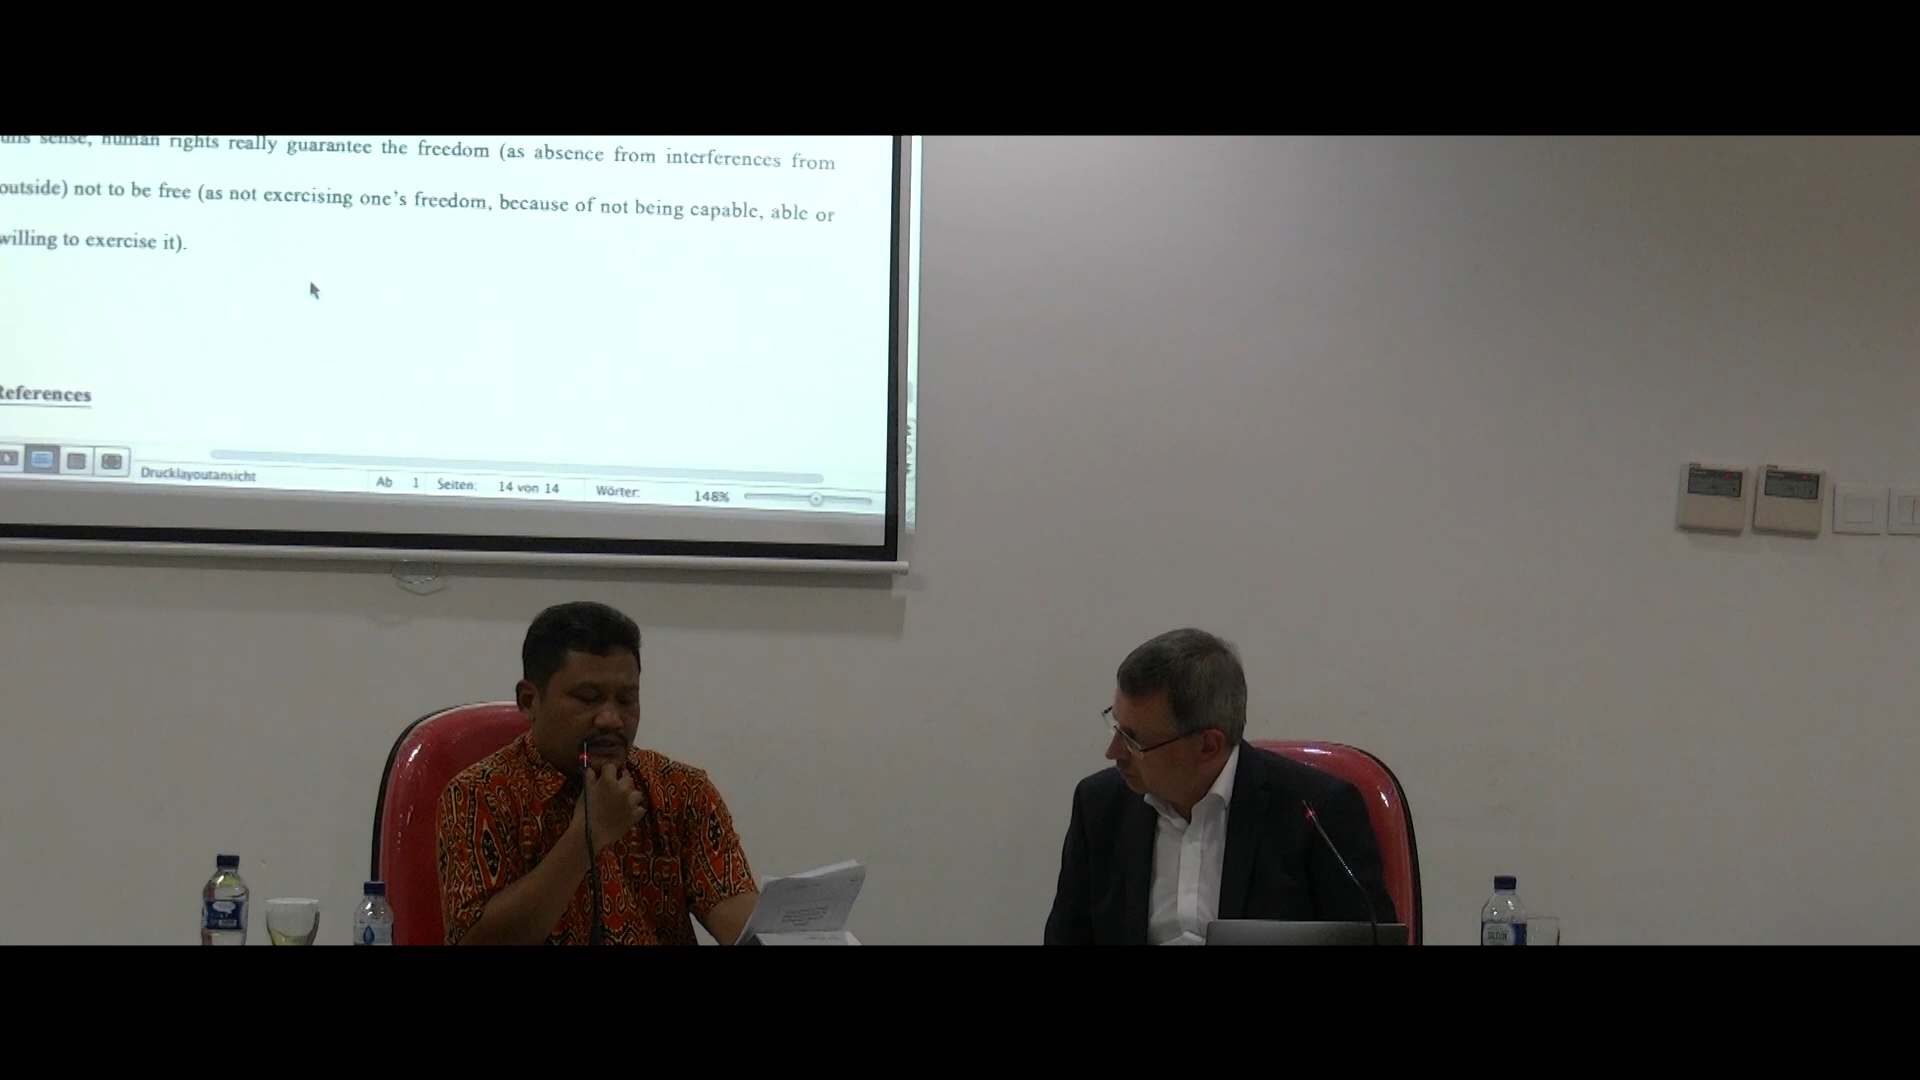 this sense, human rights really guarantee the freedom (as absence from interferences from
outside) not to be free (as not exercising one's freedom, because of not being capable, able or
willing to exercise it).
References
Drucklayoutansicht
Ab 1 Seiten: 14 von 14 Wörter: 148%